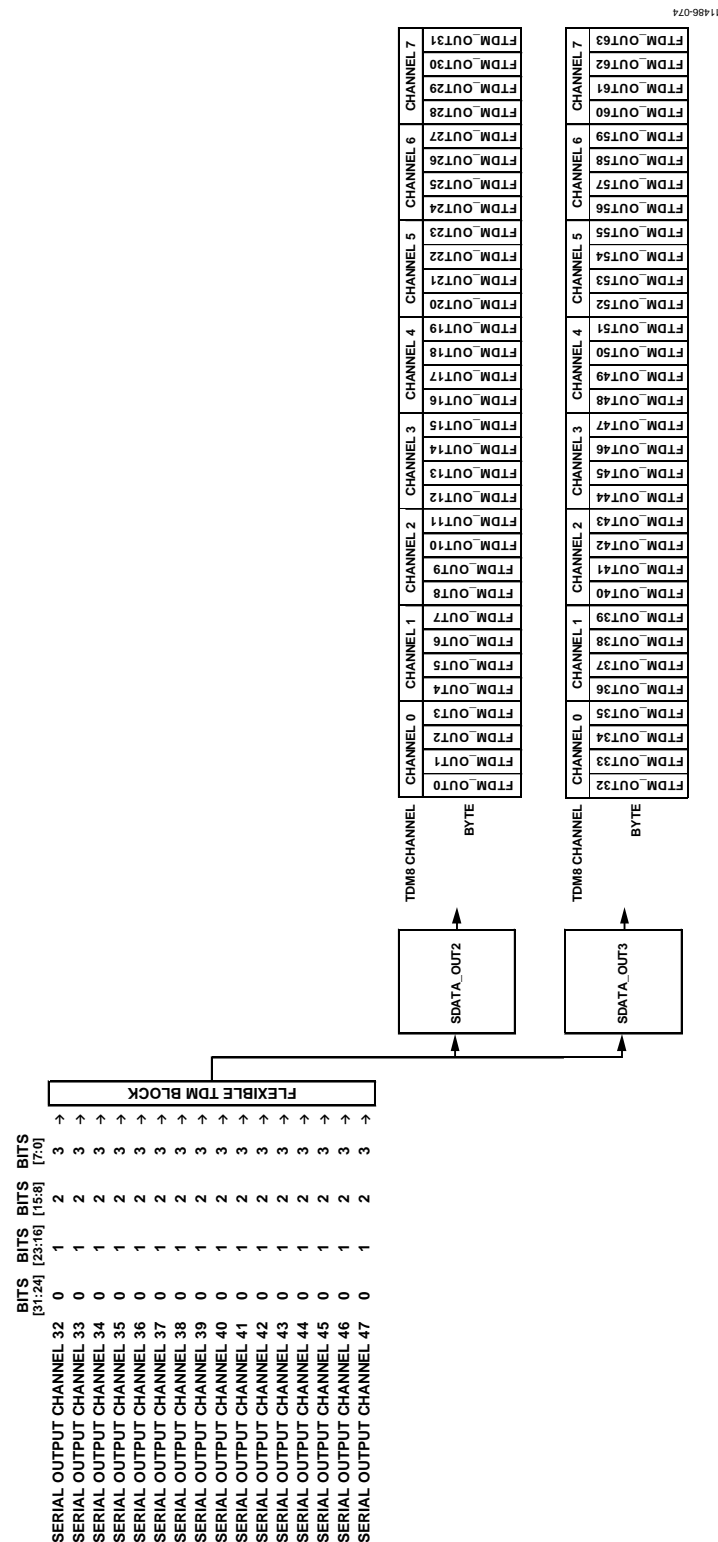 BITS [31:24] BITS [23:16] BITS [15:8] BITS [7:0]
SERIAL OUTPUT CHANNEL 32 0 1 2 3 →
SERIAL OUTPUT CHANNEL 33 0 1 2 3 →
SERIAL OUTPUT CHANNEL 34 0 1 2 3 →
SERIAL OUTPUT CHANNEL 35 0 1 2 3 →
SERIAL OUTPUT CHANNEL 36 0 1 2 3 →
SERIAL OUTPUT CHANNEL 37 0 1 2 3 →
SERIAL OUTPUT CHANNEL 38 0 1 2 3 →
SERIAL OUTPUT CHANNEL 39 0 1 2 3 →
SERIAL OUTPUT CHANNEL 40 0 1 2 3 →
SERIAL OUTPUT CHANNEL 41 0 1 2 3 →
SERIAL OUTPUT CHANNEL 42 0 1 2 3 →
SERIAL OUTPUT CHANNEL 43 0 1 2 3 →
SERIAL OUTPUT CHANNEL 44 0 1 2 3 →
SERIAL OUTPUT CHANNEL 45 0 1 2 3 →
SERIAL OUTPUT CHANNEL 46 0 1 2 3 →
SERIAL OUTPUT CHANNEL 47 0 1 2 3 →
FLEXIBLE TDM BLOCK
SDATA_OUT2
TDM8 CHANNEL CHANNEL 0 CHANNEL 1 CHANNEL 2 CHANNEL 3 CHANNEL 4 CHANNEL 5 CHANNEL 6 CHANNEL 7
BYTE FTDM_OUT0 FTDM_OUT1 FTDM_OUT2 FTDM_OUT3 FTDM_OUT4 FTDM_OUT5 FTDM_OUT6 FTDM_OUT7 FTDM_OUT8 FTDM_OUT9 FTDM_OUT10 FTDM_OUT11 FTDM_OUT12 FTDM_OUT13 FTDM_OUT14 FTDM_OUT15 FTDM_OUT16 FTDM_OUT17 FTDM_OUT18 FTDM_OUT19 FTDM_OUT20 FTDM_OUT21 FTDM_OUT22 FTDM_OUT23 FTDM_OUT24 FTDM_OUT25 FTDM_OUT26 FTDM_OUT27 FTDM_OUT28 FTDM_OUT29 FTDM_OUT30 FTDM_OUT31
SDATA_OUT3
TDM8 CHANNEL CHANNEL 0 CHANNEL 1 CHANNEL 2 CHANNEL 3 CHANNEL 4 CHANNEL 5 CHANNEL 6 CHANNEL 7
BYTE FTDM_OUT32 FTDM_OUT33 FTDM_OUT34 FTDM_OUT35 FTDM_OUT36 FTDM_OUT37 FTDM_OUT38 FTDM_OUT39 FTDM_OUT40 FTDM_OUT41 FTDM_OUT42 FTDM_OUT43 FTDM_OUT44 FTDM_OUT45 FTDM_OUT46 FTDM_OUT47 FTDM_OUT48 FTDM_OUT49 FTDM_OUT50 FTDM_OUT51 FTDM_OUT52 FTDM_OUT53 FTDM_OUT54 FTDM_OUT55 FTDM_OUT56 FTDM_OUT57 FTDM_OUT58 FTDM_OUT59 FTDM_OUT60 FTDM_OUT61 FTDM_OUT62 FTDM_OUT63
11486-074